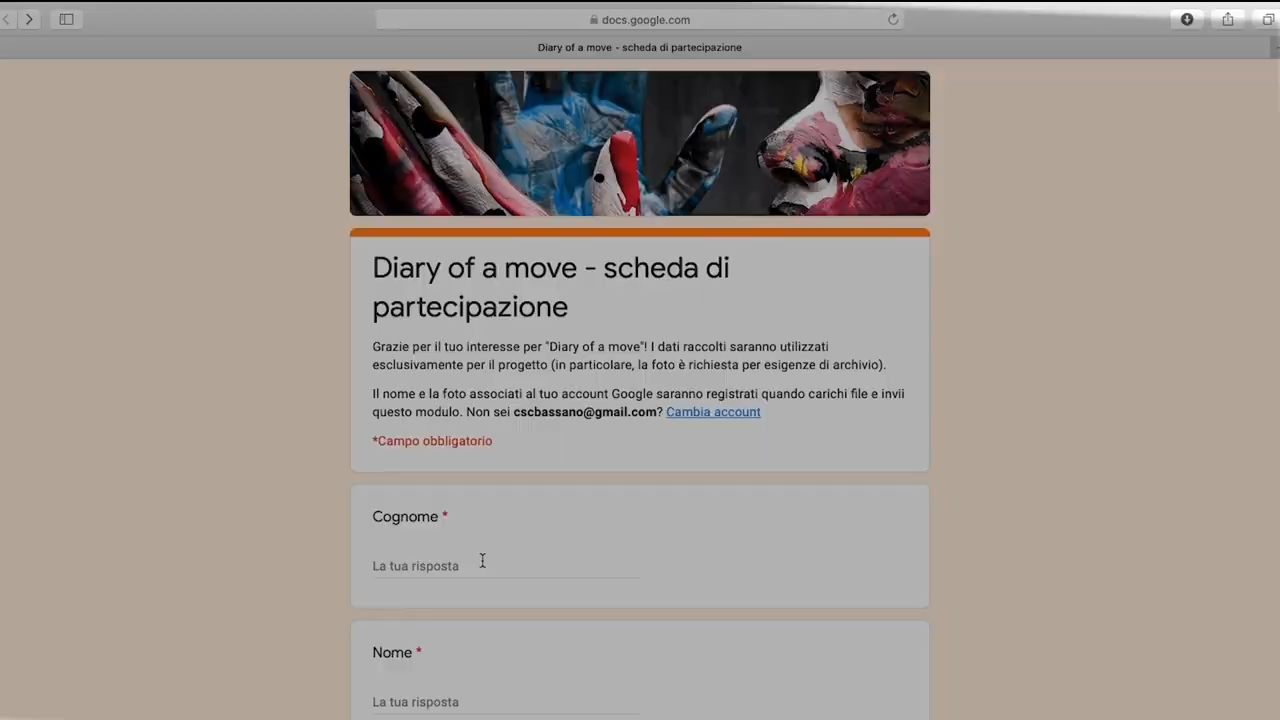 docs.google.com
Diary of a move - scheda di partecipazione
Diary of a move - scheda di
partecipazione
Grazie per il tuo interesse per "Diary of a move"! I dati raccolti saranno utilizzati
esclusivamente per il progetto (in particolare, la foto è richiesta per esigenze di archivio).
Il nome e la foto associati al tuo account Google saranno registrati quando carichi file e invii
questo modulo. Non sei cscbassano@gmail.com? Cambia account
*Campo obbligatorio
Cognome *
La tua risposta
Nome *
La tua risposta